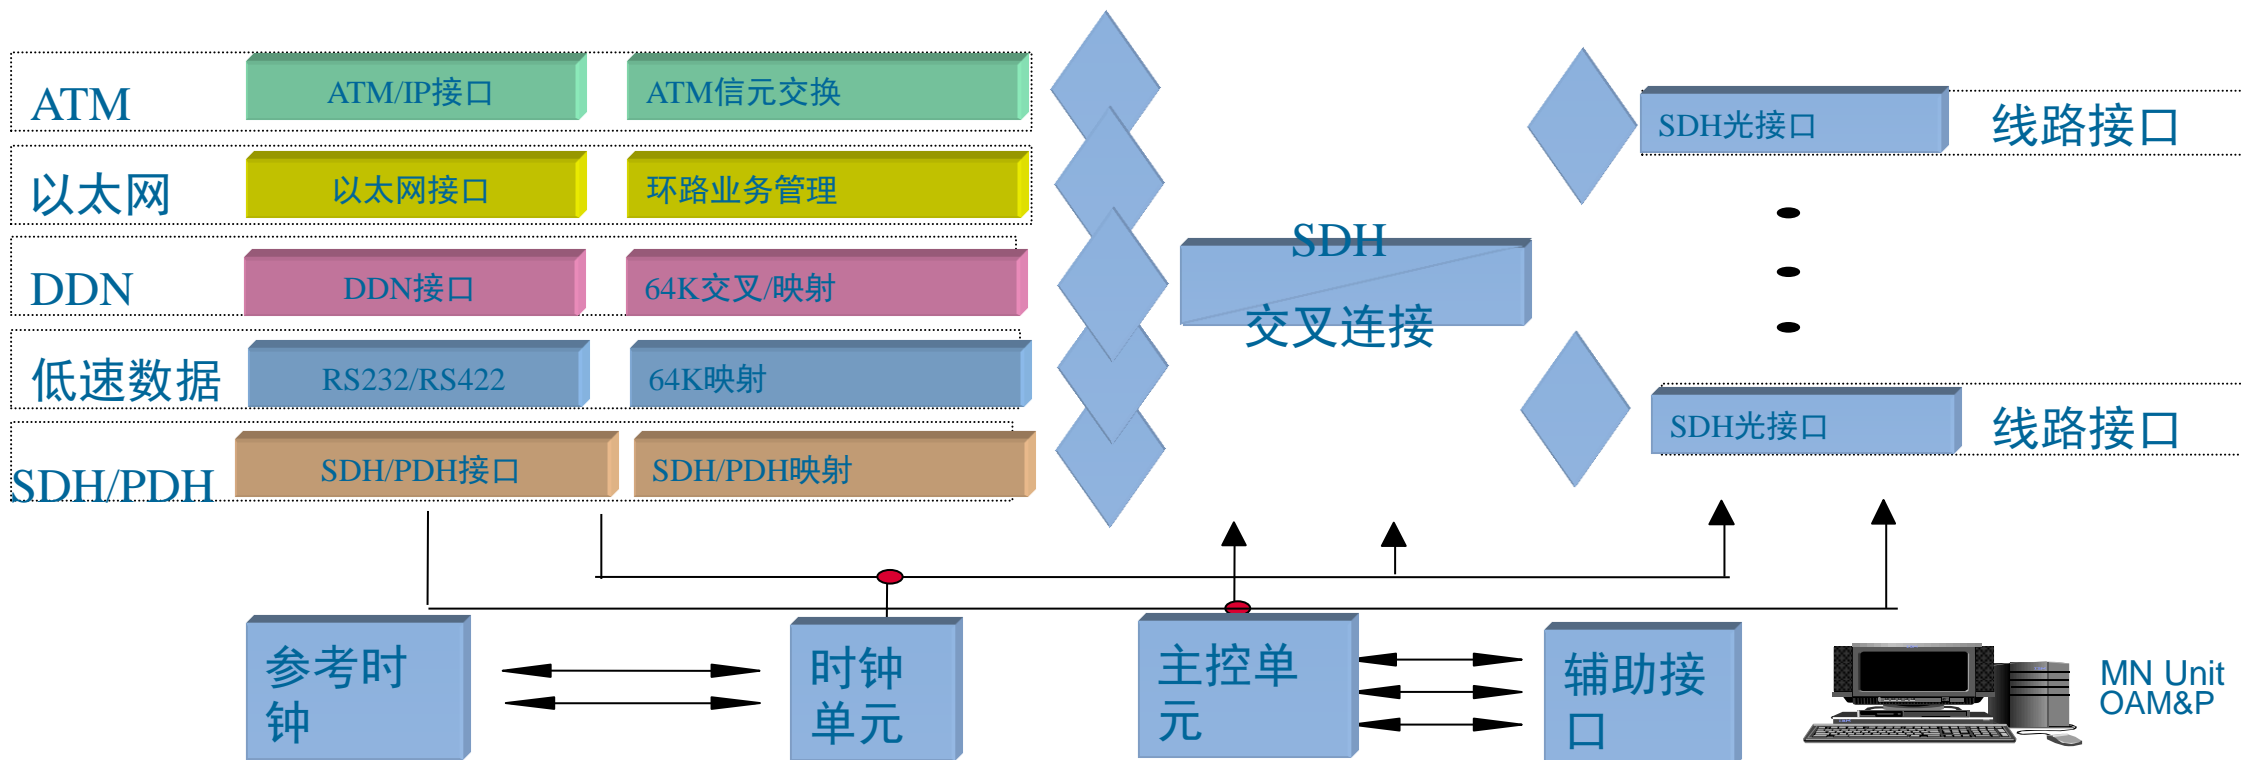 ATM
ATM/IP接口
ATM信元交换
SDH光接口
线路接口
以太网
以太网接口
环路业务管理
DDN
DDN接口
64K交叉/映射
SDH
交叉连接
低速数据
RS232/RS422
64K映射
SDH光接口
线路接口
SDH/PDH
SDH/PDH接口
SDH/PDH映射
参考时
钟
时钟
单元
主控单
元
辅助接
口
MN Unit
OAM&P